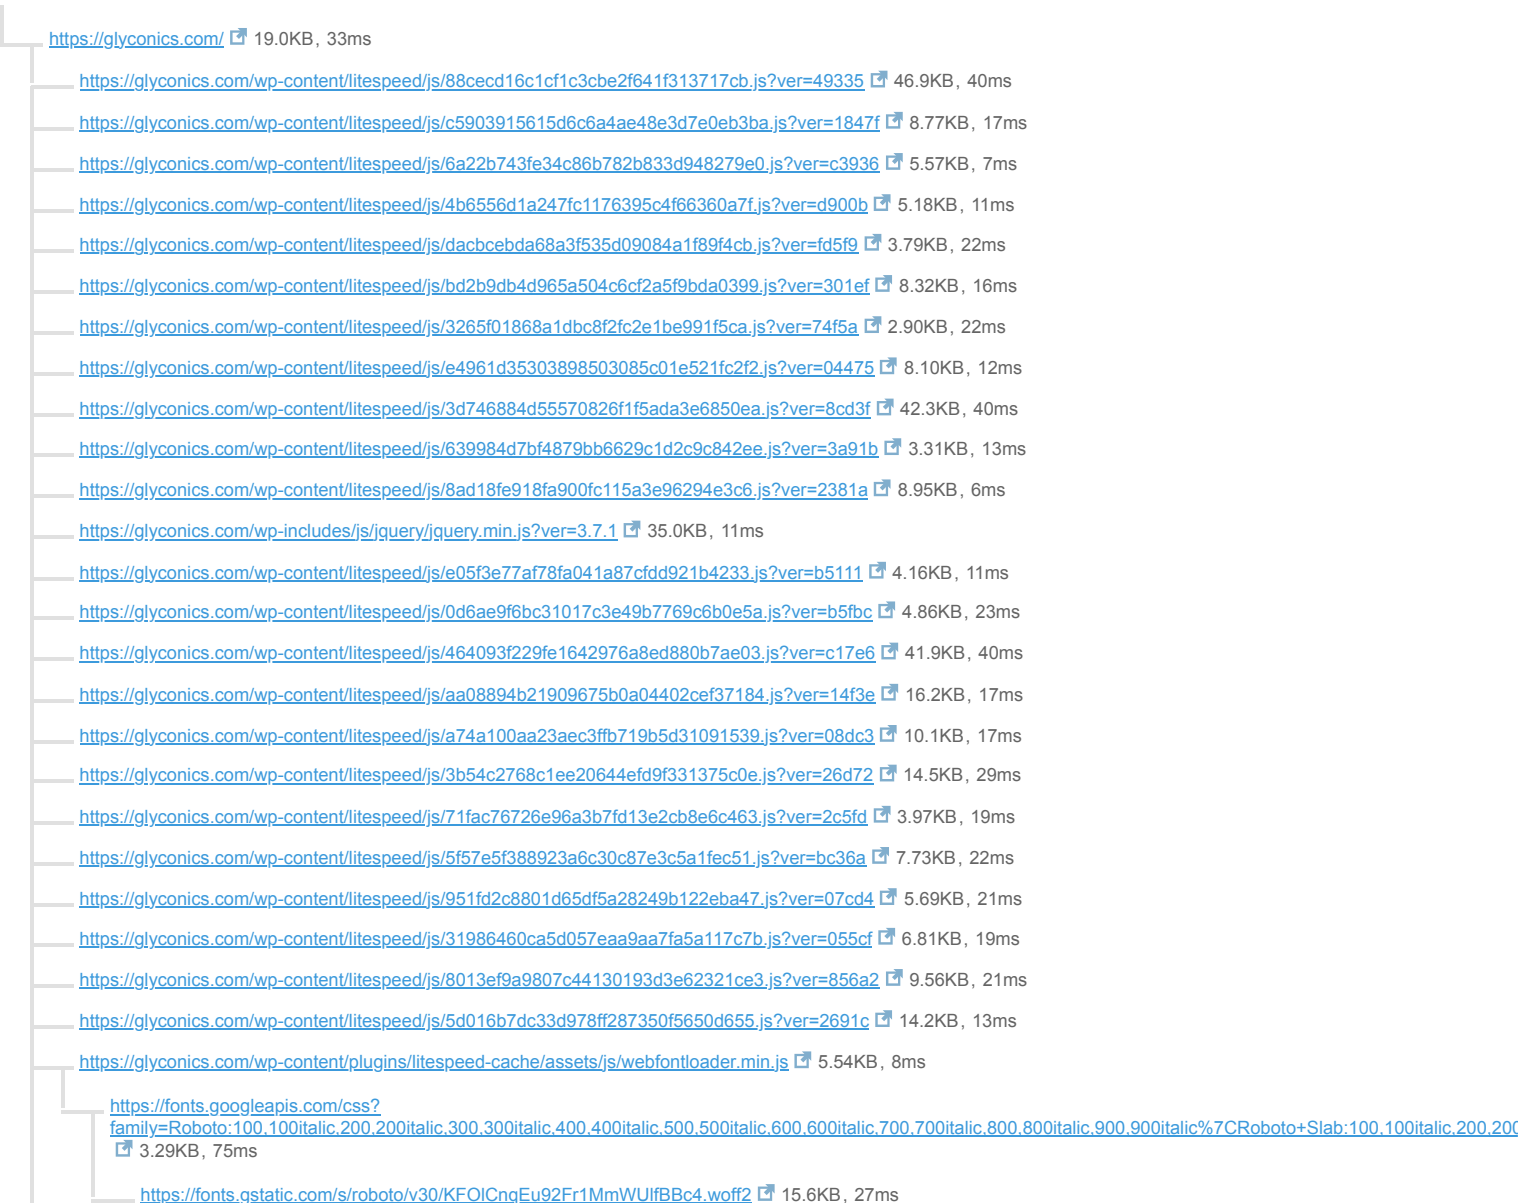 https://glyconics.com/ 19.0KB, 33ms
https://glyconics.com/wp-content/litespeed/js/88cecd16c1cf1c3cbe2f641f313717cb.js?ver=49335 46.9KB, 40ms
https://glyconics.com/wp-content/litespeed/js/c5903915615d6c6a4ae48e3d7e0eb3ba.js?ver=1847f 8.77KB, 17ms
https://glyconics.com/wp-content/litespeed/js/6a22b743fe34c86b782b833d948279e0.js?ver=c3936 5.57KB, 7ms
https://glyconics.com/wp-content/litespeed/js/4b6556d1a247fc1176395c4f66360a7f.js?ver=d900b 5.18KB, 11ms
https://glyconics.com/wp-content/litespeed/js/dacbcebda68a3f535d09084a1f89f4cb.js?ver=fd5f9 3.79KB, 22ms
https://glyconics.com/wp-content/litespeed/js/bd2b9db4d965a504c6cf2a5f9bda0399.js?ver=301ef 8.32KB, 16ms
https://glyconics.com/wp-content/litespeed/js/3265f01868a1dbc8f2fc2e1be991f5ca.js?ver=74f5a 2.90KB, 22ms
https://glyconics.com/wp-content/litespeed/js/e4961d35303898503085c01e521fc2f2.js?ver=04475 8.10KB, 12ms
https://glyconics.com/wp-content/litespeed/js/3d746884d55570826f1f5ada3e6850ea.js?ver=8cd3f 42.3KB, 40ms
https://glyconics.com/wp-content/litespeed/js/639984d7bf4879bb6629c1d2c9c842ee.js?ver=3a91b 3.31KB, 13ms
https://glyconics.com/wp-content/litespeed/js/8ad18fe918fa900fc115a3e96294e3c6.js?ver=2381a 8.95KB, 6ms
https://glyconics.com/wp-includes/js/jquery/jquery.min.js?ver=3.7.1 35.0KB, 11ms
https://glyconics.com/wp-content/litespeed/js/e05f3e77af78fa041a87cfdd921b4233.js?ver=b5111 4.16KB, 11ms
https://glyconics.com/wp-content/litespeed/js/0d6ae9f6bc31017c3e49b7769c6b0e5a.js?ver=b5fbc 4.86KB, 23ms
https://glyconics.com/wp-content/litespeed/js/464093f229fe1642976a8ed880b7ae03.js?ver=c17e6 41.9KB, 40ms
https://glyconics.com/wp-content/litespeed/js/aa08894b21909675b0a04402cef37184.js?ver=14f3e 16.2KB, 17ms
https://glyconics.com/wp-content/litespeed/js/a74a100aa23aec3ffb719b5d31091539.js?ver=08dc3 10.1KB, 17ms
https://glyconics.com/wp-content/litespeed/js/3b54c2768c1ee20644efd9f331375c0e.js?ver=26d72 14.5KB, 29ms
https://glyconics.com/wp-content/litespeed/js/71fac76726e96a3b7fd13e2cb8e6c463.js?ver=2c5fd 3.97KB, 19ms
https://glyconics.com/wp-content/litespeed/js/5f57e5f388923a6c30c87e3c5a1fec51.js?ver=bc36a 7.73KB, 22ms
https://glyconics.com/wp-content/litespeed/js/951fd2c8801d65df5a28249b122eba47.js?ver=07cd4 5.69KB, 21ms
https://glyconics.com/wp-content/litespeed/js/31986460ca5d057eaa9aa7fa5a117c7b.js?ver=055cf 6.81KB, 19ms
https://glyconics.com/wp-content/litespeed/js/8013ef9a9807c44130193d3e62321ce3.js?ver=856a2 9.56KB, 21ms
https://glyconics.com/wp-content/litespeed/js/5d016b7dc33d978ff287350f5650d655.js?ver=2691c 14.2KB, 13ms
https://glyconics.com/wp-content/plugins/litespeed-cache/assets/js/webfontloader.min.js 5.54KB, 8ms
https://fonts.googleapis.com/css?
family=Roboto:100,100italic,200,200italic,300,300italic,400,400italic,500,500italic,600,600italic,700,700italic,800,800italic,900,900italic%7CRoboto+Slab:100,100italic,200,200
3.29KB, 75ms
https://fonts.gstatic.com/s/roboto/v30/KFOlCnqEu92Fr1MmWUlfBBc4.woff2 15.6KB, 27ms